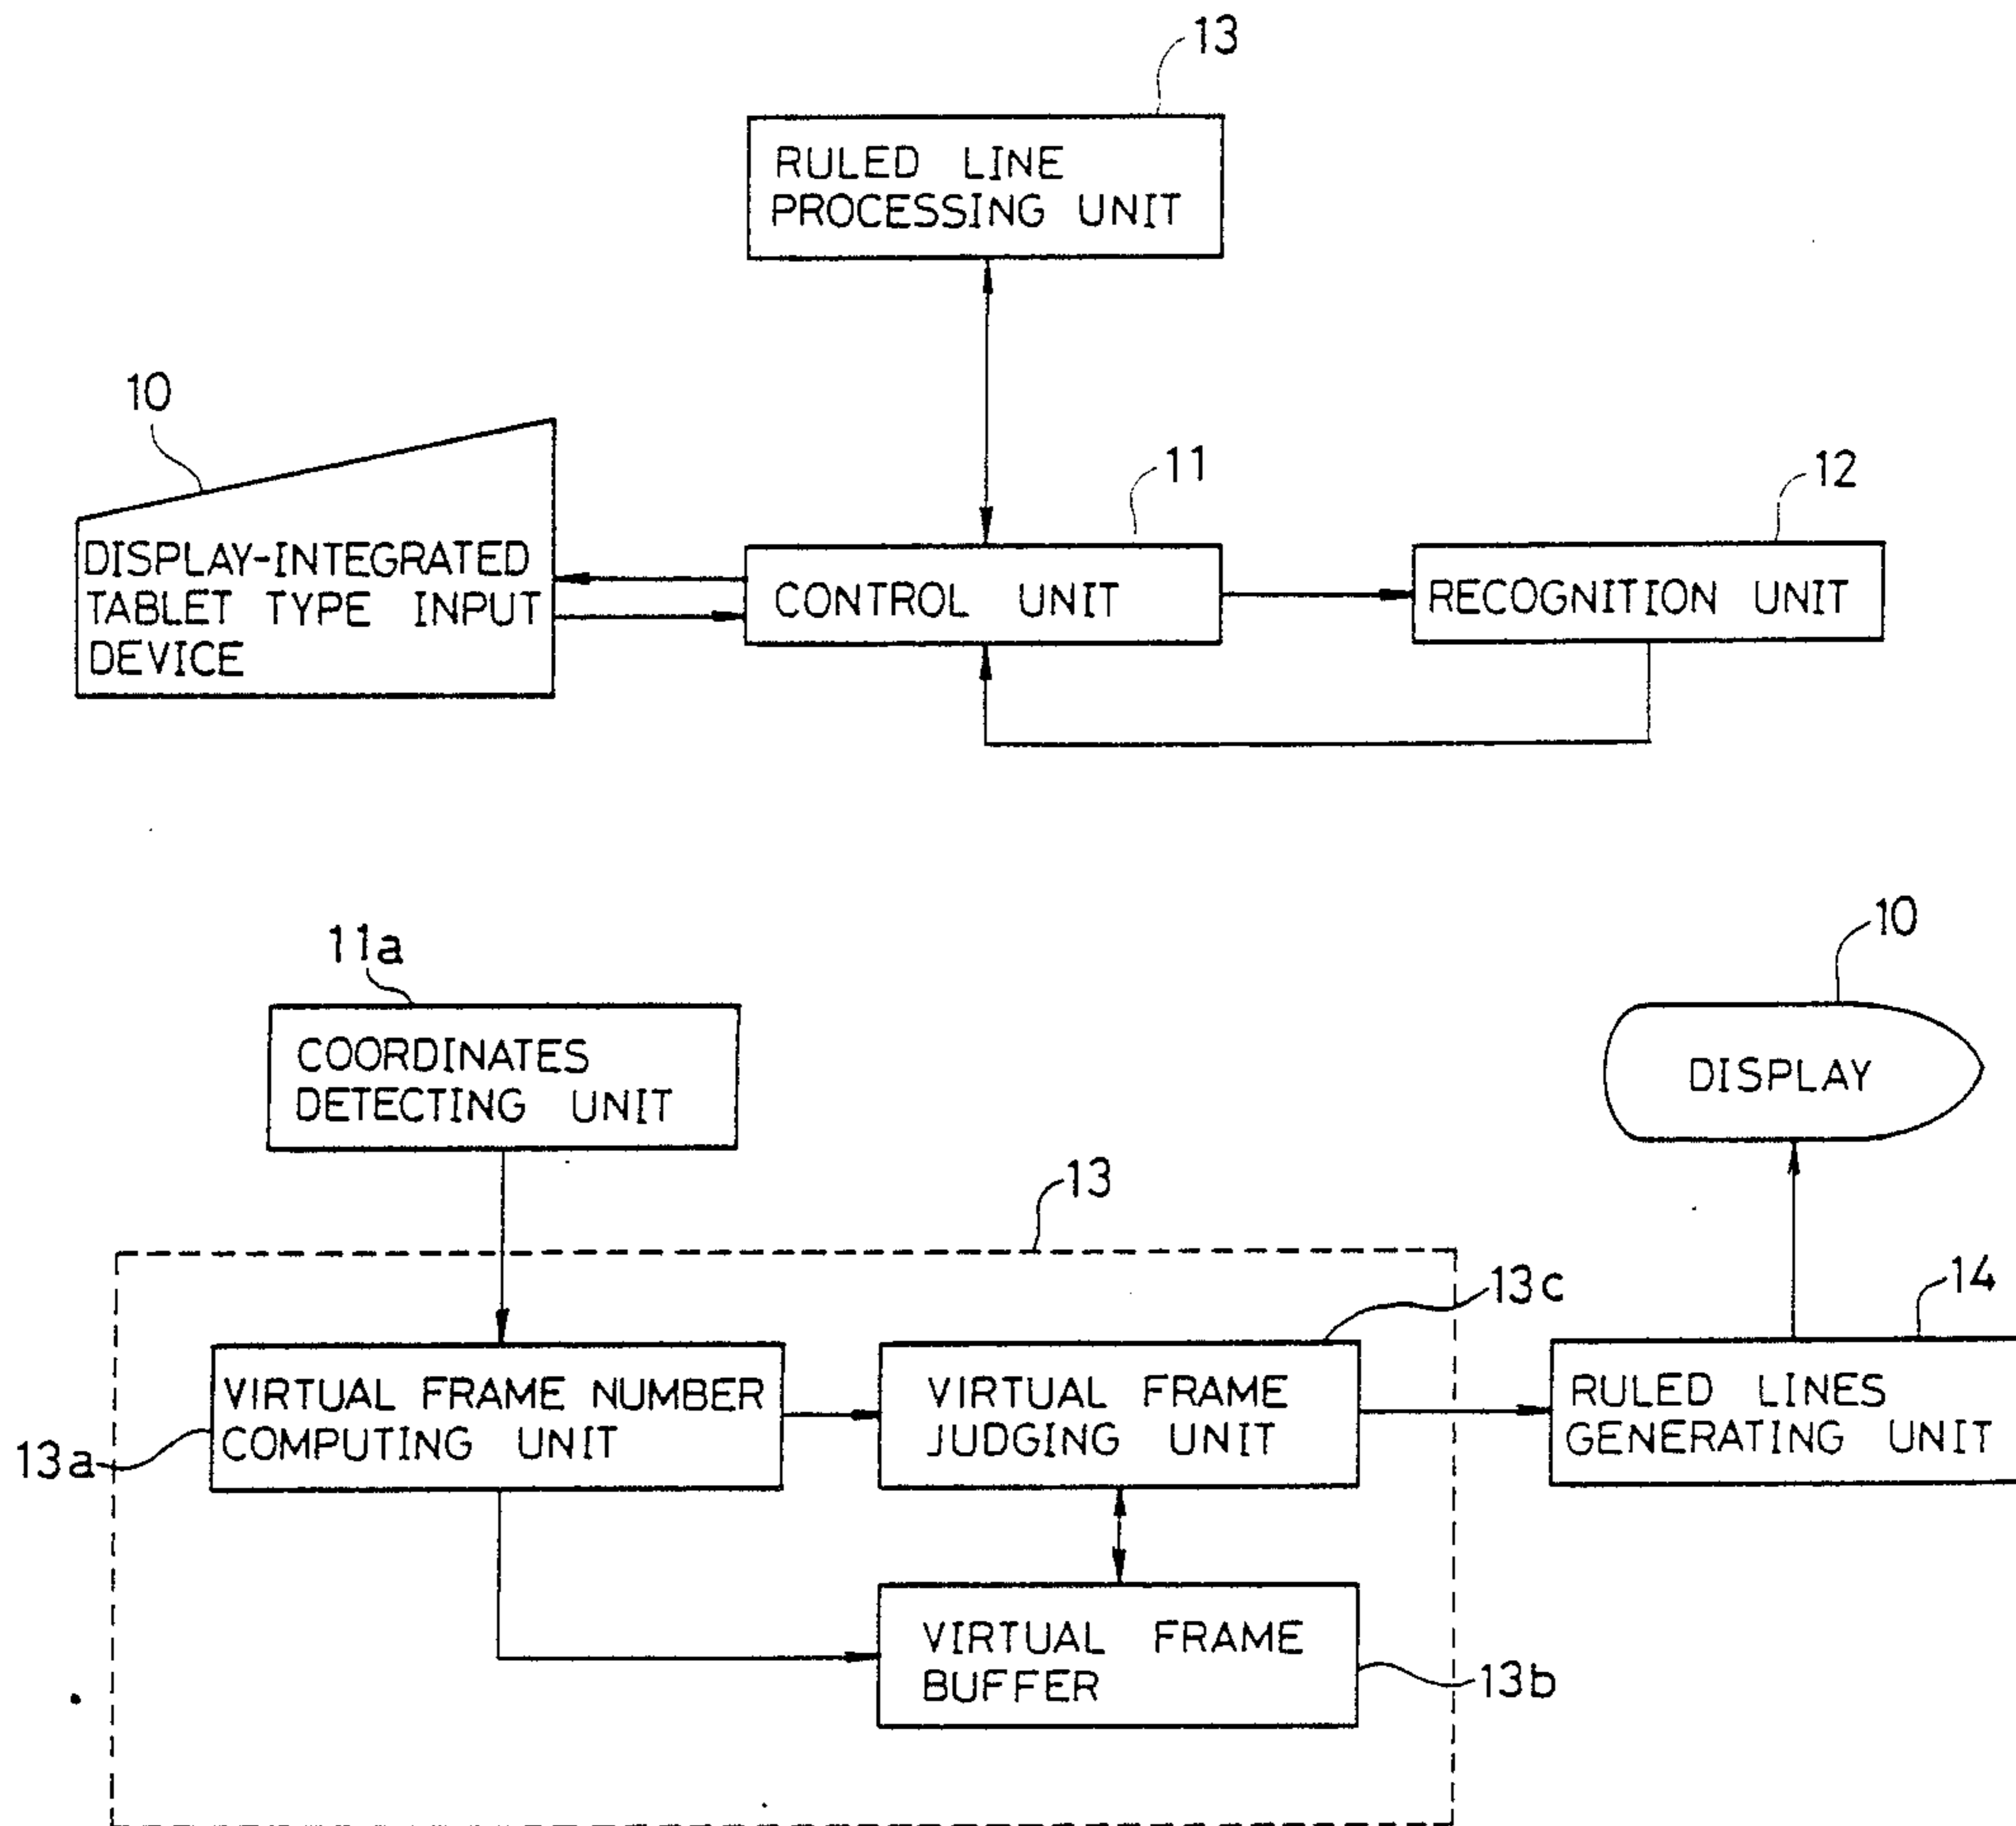 13
RULED LINE
PROCESSING UNIT
10
11
12
DISPLAY-INTEGRATED
TABLET TYPE INPUT
DEVICE
CONTROL UNIT
RECOGNITION UNIT
11a
10
COORDINATES
DETECTING UNIT
DISPLAY
13
13c
14
VIRTUAL FRAME NUMBER
COMPUTING UNIT
VIRTUAL FRAME
JUDGING UNIT
RULED LINES
GENERATING UNIT
13a
VIRTUAL FRAME
BUFFER
13b